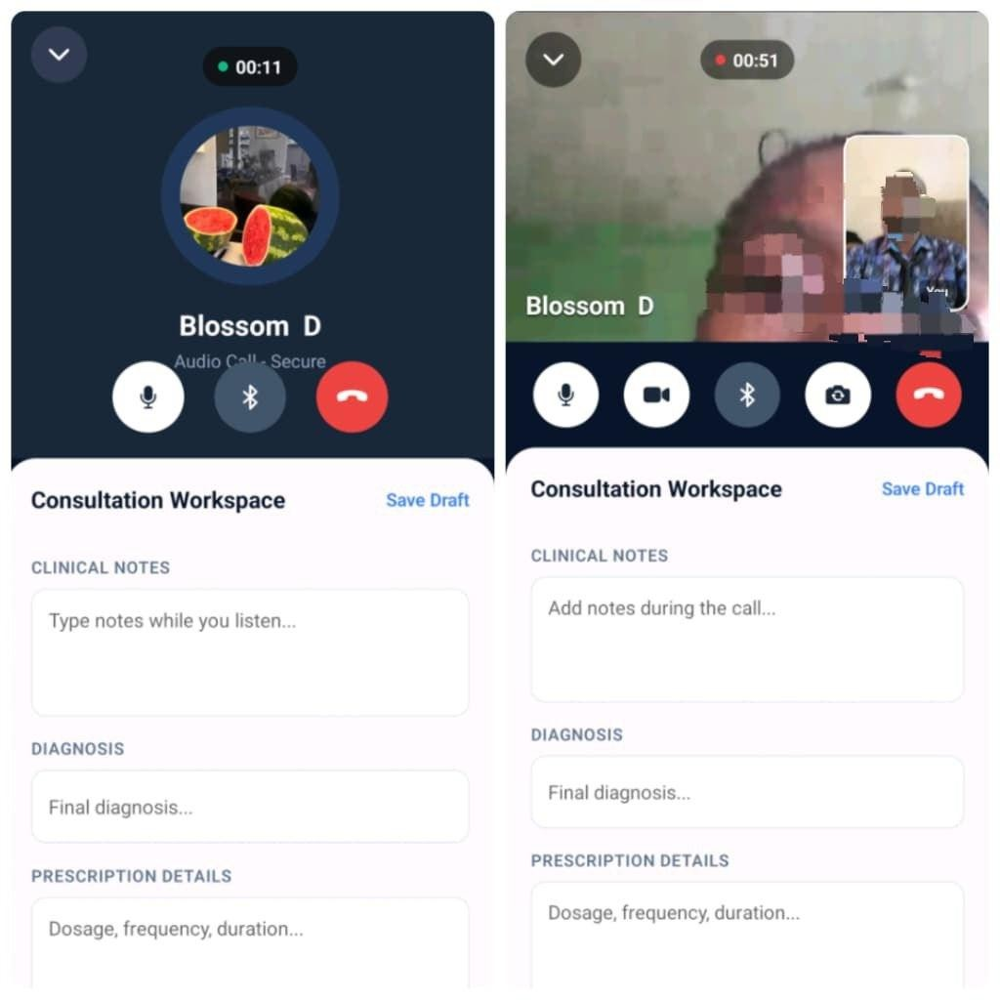 00:11
Blossom D
Audio Call - Secure
Consultation Workspace
Save Draft
CLINICAL NOTES
Type notes while you listen...
DIAGNOSIS
Final diagnosis...
PRESCRIPTION DETAILS
Dosage, frequency, duration...
00:51
You
Blossom D
Consultation Workspace
Save Draft
CLINICAL NOTES
Add notes during the call...
DIAGNOSIS
Final diagnosis...
PRESCRIPTION DETAILS
Dosage, frequency, duration...